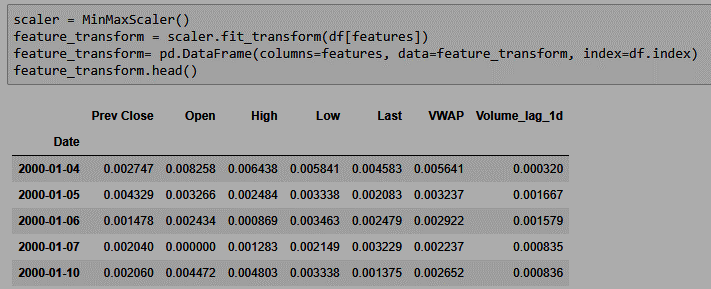 scaler = MinMaxScaler()
feature_transform = scaler.fit_transform(df[features])
feature_transform= pd.DataFrame(columns=features, data=feature_transform, index=df.index)
feature_transform.head()
Prev Close Open High Low Last VWAP Volume_lag_1d
Date
2000-01-04 0.002747 0.008258 0.006438 0.005841 0.004583 0.005641 0.000320
2000-01-05 0.004329 0.003266 0.002484 0.003338 0.002083 0.003237 0.001667
2000-01-06 0.001478 0.002434 0.000869 0.003463 0.002479 0.002922 0.001579
2000-01-07 0.002040 0.000000 0.001283 0.002149 0.003229 0.002237 0.000835
2000-01-10 0.002060 0.004472 0.004803 0.003338 0.001375 0.002652 0.000836